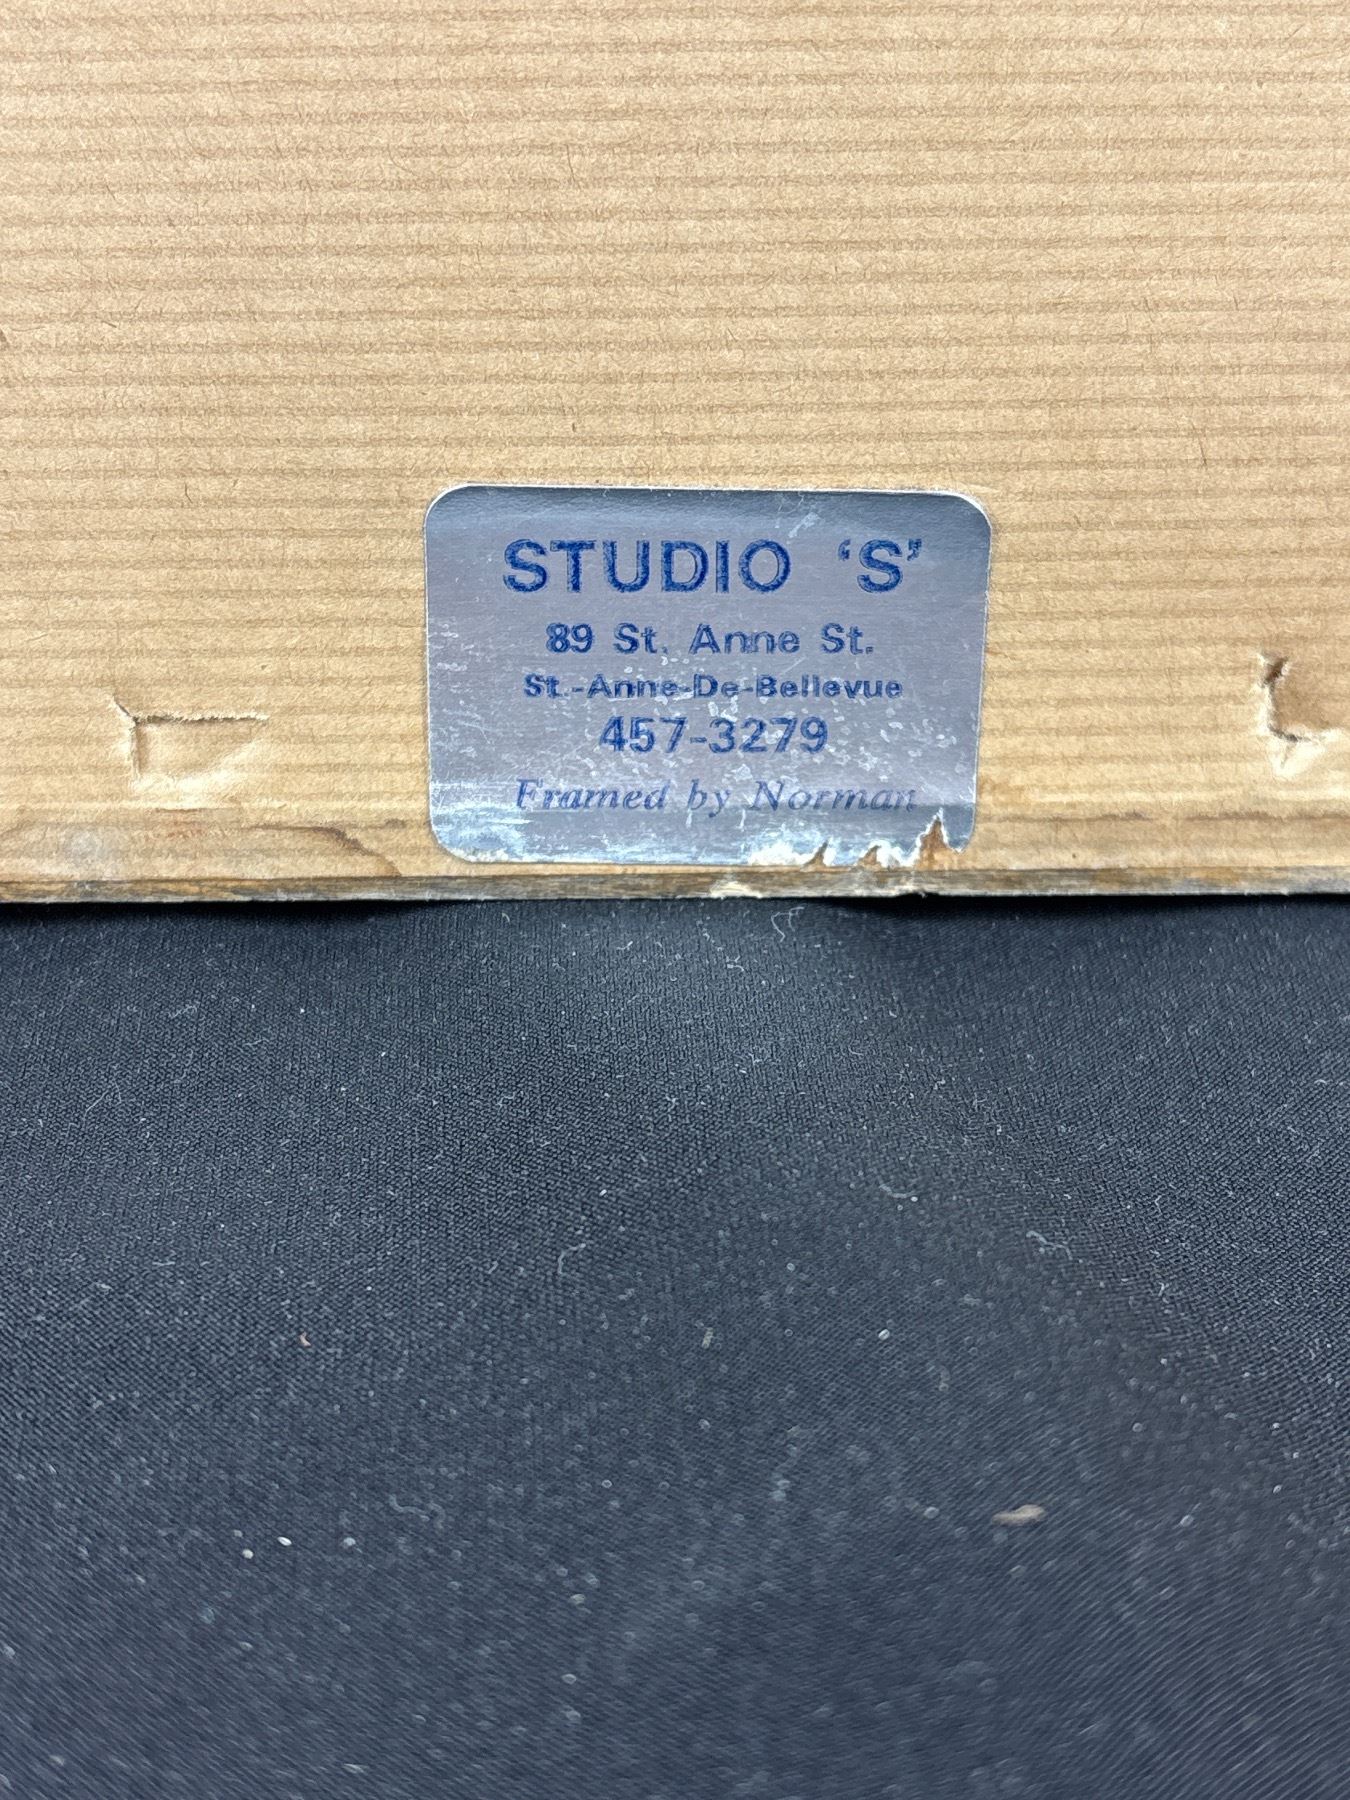 STUDIO 'S'
89 St. Anne St.
St.-Anne-De-Bellevue
457-3279
Framed by Norman